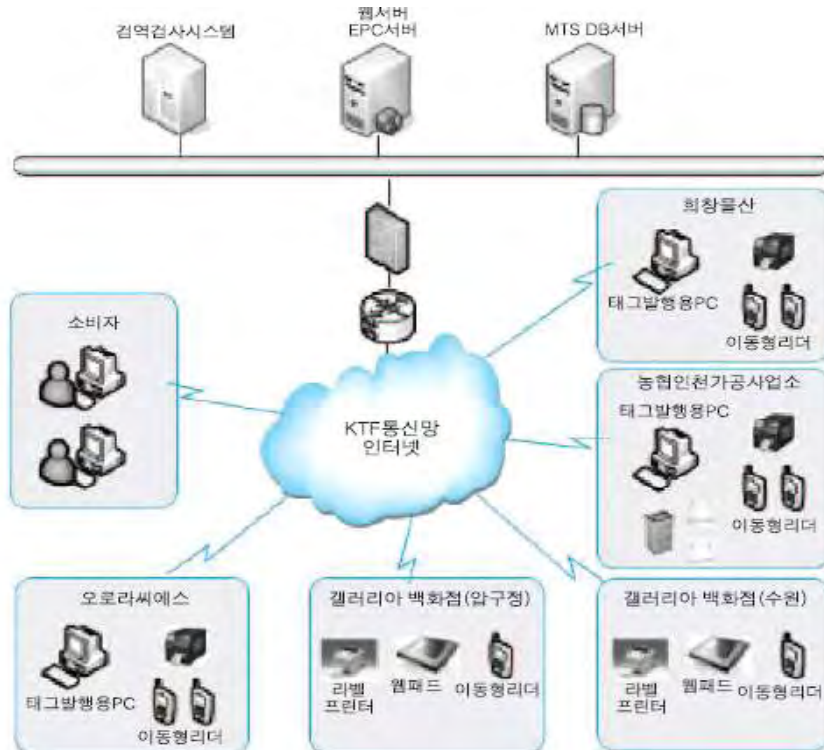 검역검사시스템
웹서버
EPC서버
MTS DB서버
희창물산
태그발행용PC
이동형리더
소비자
농협인천가공사업소
태그발행용PC
이동형리더
KTF통신망
인터넷
오로라씨에스
태그발행용PC
이동형리더
갤러리아 백화점(압구정)
라벨
프린터
웹패드
이동형리더
갤러리아 백화점(수원)
라벨
프린터
웹패드
이동형리더